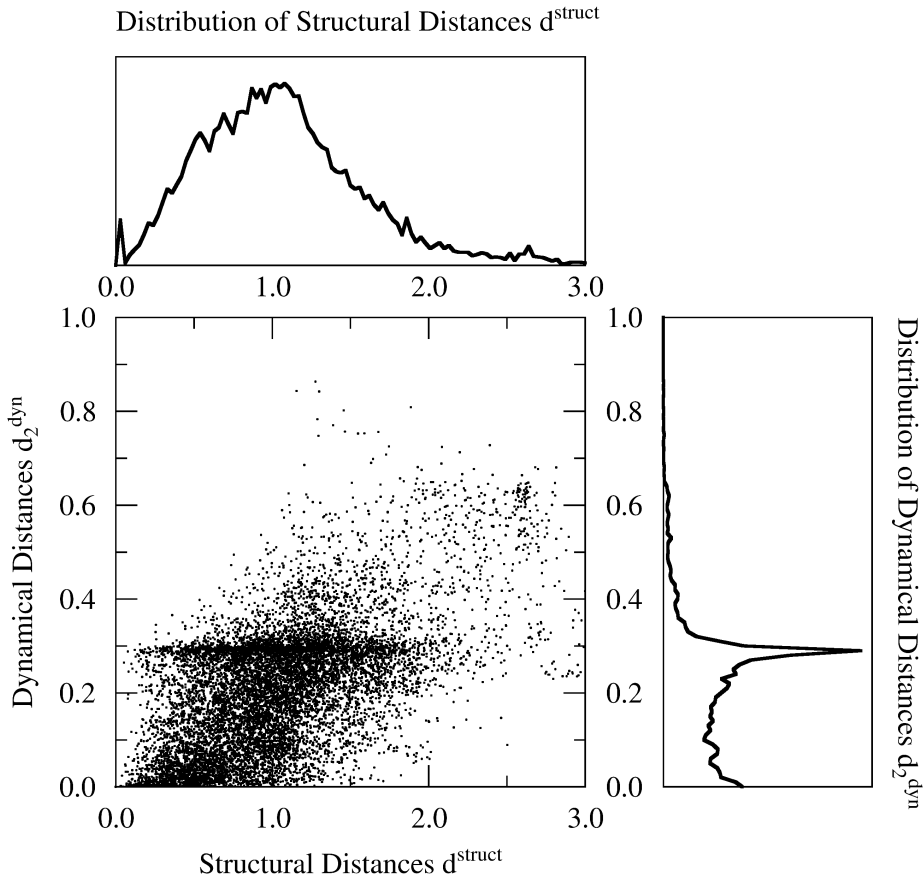 Distribution of Structural Distances d^struct
0.0 1.0 2.0 3.0
1.0
0.8
0.6
0.4
0.2
0.0
Dynamical Distances d_2^dyn
0.0 1.0 2.0 3.0
Structural Distances d^struct
1.0
0.8
0.6
0.4
0.2
0.0
Distribution of Dynamical Distances d_2^dyn